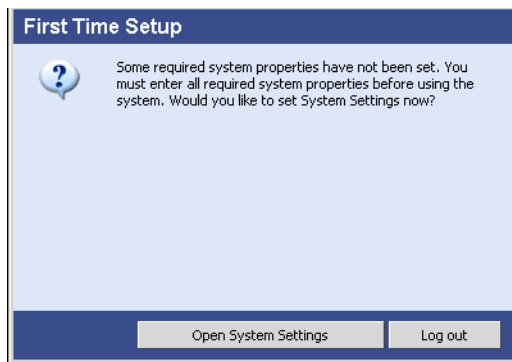 First Time Setup
Some required system properties have not been set. You
must enter all required system properties before using the
system. Would you like to set System Settings now?
Open System Settings
Log out